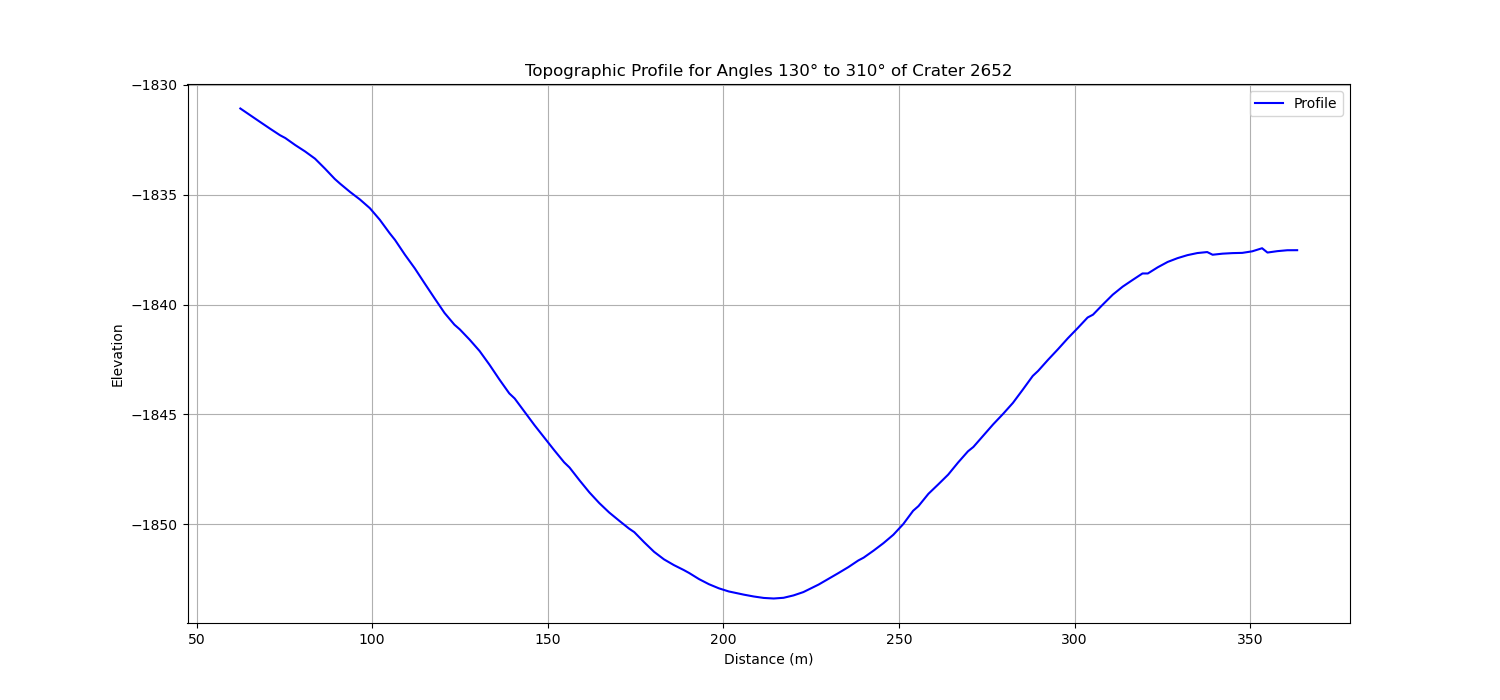 Topographic Profile for Angles 130° to 310° of Crater 2652
Profile
Elevation
−1830
−1835
−1840
−1845
−1850
50 100 150 200 250 300 350
Distance (m)